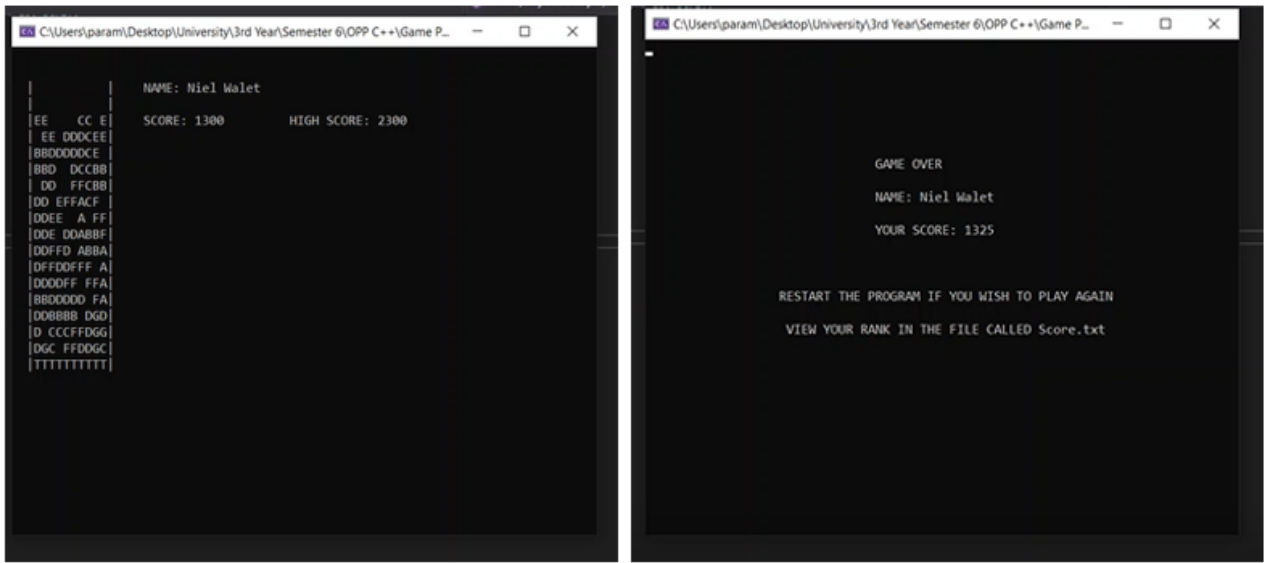 C:\Users\param\Desktop\University\3rd Year\Semester 6\OPP C++\Game P...
NAME: Niel Walet
SCORE: 1300 HIGH SCORE: 2300
|          |
|          |
|EE    CC E|
| EE DDDCEE|
|BBDDDDDCE |
|BBD  DCCBB|
| DD  FFCBB|
|DD EFFACF |
|DDEE  A FF|
|DDE DDABBF|
|DDFFD ABBA|
|DFFDDFFF A|
|DDDDFF FFA|
|BBDDDDD FA|
|DDBBBB DGD|
|D CCCFFDGG|
|DGC FFDDGC|
|TTTTTTTTTT|
C:\Users\param\Desktop\University\3rd Year\Semester 6\OPP C++\Game P...
GAME OVER
NAME: Niel Walet
YOUR SCORE: 1325
RESTART THE PROGRAM IF YOU WISH TO PLAY AGAIN
VIEW YOUR RANK IN THE FILE CALLED Score.txt